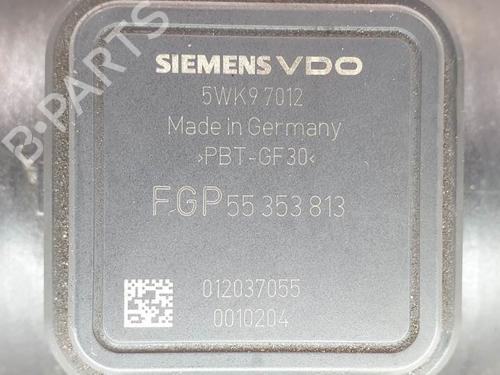 B-PARTS
SIEMENS VDO
5WK9 7012
Made in Germany
>PBT-GF30<
FGP 55 353 813
012037055
0010204